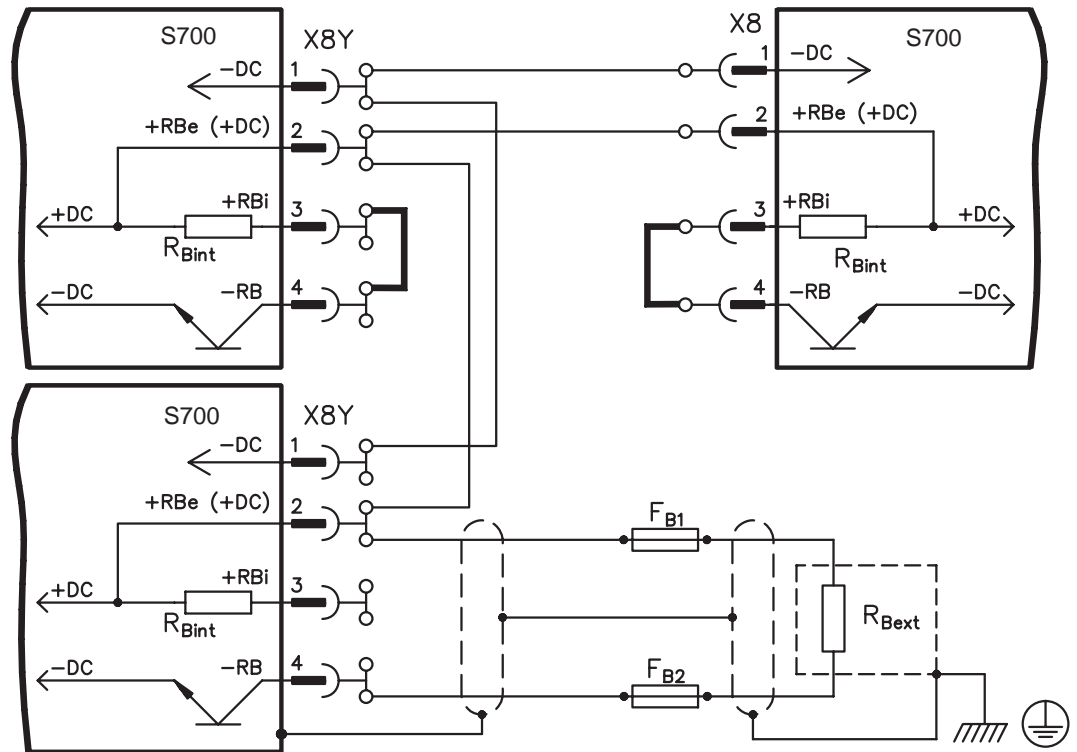 S700
X8Y
−DC
1
+RBe (+DC)
2
+DC
+RBi
3
RBint
−DC
−RB
4
X8
S700
1
−DC
2
+RBe (+DC)
3
+RBi
+DC
RBint
4
−RB
−DC
S700
X8Y
−DC
1
+RBe (+DC)
2
+DC
+RBi
3
RBint
−DC
−RB
4
FB1
RBext
FB2